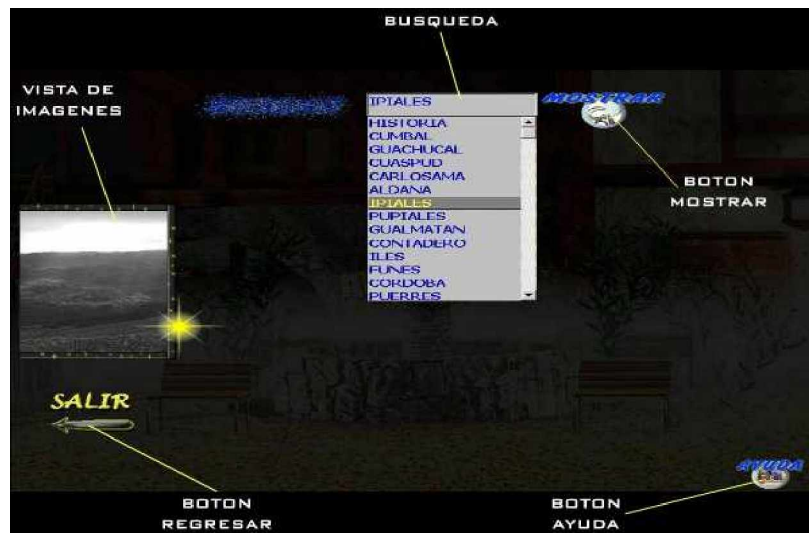 BUSQUEDA
VISTA DE
IMAGENES
IPIALES
MOSTRAR
HISTORIA
CUMBAL
GUACHUCAL
CUASPUD
CARLOSAMA
ALDANA
IPIALES
PUPIALES
GUALMATAN
CONTADERO
ILES
FUNES
CORDOBA
PUERRES
BOTON
MOSTRAR
SALIR
AYUDA
BOTON
REGRESAR
BOTON
AYUDA